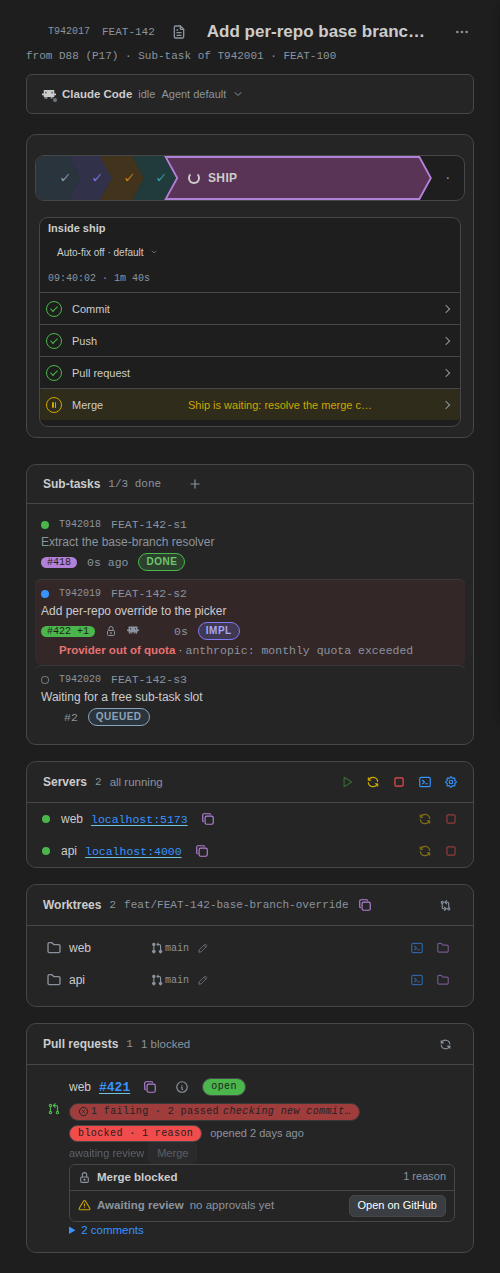 T942017 FEAT-142 Add per-repo base branc…
from D88 (P17) · Sub-task of T942001 · FEAT-100
Claude Code idle Agent default
SHIP
Inside ship
Auto-fix off · default
09:40:02 · 1m 40s
Commit
Push
Pull request
Merge Ship is waiting: resolve the merge c…
Sub-tasks 1/3 done
T942018 FEAT-142-s1
Extract the base-branch resolver
#418 0s ago DONE
T942019 FEAT-142-s2
Add per-repo override to the picker
#422 +1 0s IMPL
Provider out of quota · anthropic: monthly quota exceeded
T942020 FEAT-142-s3
Waiting for a free sub-task slot
#2 QUEUED
Servers 2 all running
web localhost:5173
api localhost:4000
Worktrees 2 feat/FEAT-142-base-branch-override
web main
api main
Pull requests 1 1 blocked
web #421 open
1 failing · 2 passed checking new commit…
blocked · 1 reason opened 2 days ago
awaiting review Merge
Merge blocked 1 reason
Awaiting review no approvals yet Open on GitHub
2 comments